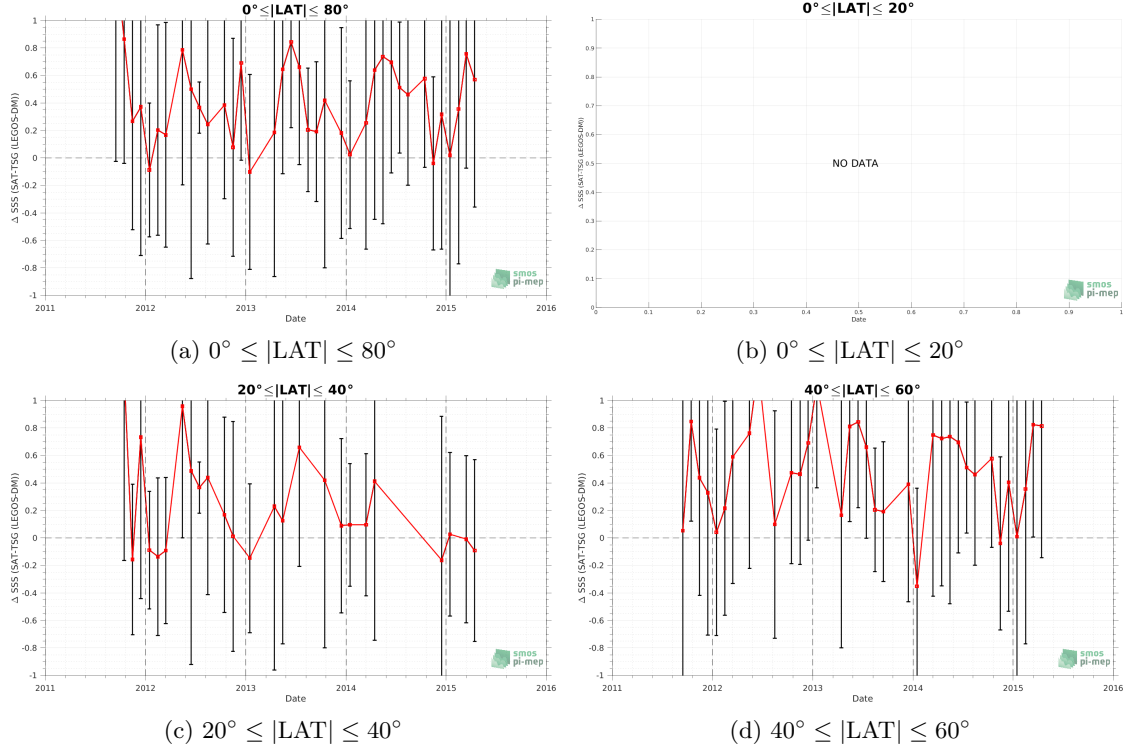 0°≤|LAT|≤ 80°
1
0.8
0.6
0.4
0.2
0
-0.2
-0.4
-0.6
-0.8
-1
Δ SSS (SAT-TSG (LEGOS-DM))
2011 2012 2013 2014 2015 2016
Date
smos
pi-mep
(a) 0° ≤ |LAT| ≤ 80°
0°≤|LAT|≤ 20°
1
0.9
0.8
0.7
0.6
0.5
0.4
0.3
0.2
0.1
0
Δ SSS (SAT-TSG (LEGOS-DM))
NO DATA
0 0.1 0.2 0.3 0.4 0.5 0.6 0.7 0.8 0.9 1
Date
smos
pi-mep
(b) 0° ≤ |LAT| ≤ 20°
20°≤|LAT|≤ 40°
1
0.8
0.6
0.4
0.2
0
-0.2
-0.4
-0.6
-0.8
-1
Δ SSS (SAT-TSG (LEGOS-DM))
2011 2012 2013 2014 2015 2016
Date
smos
pi-mep
(c) 20° ≤ |LAT| ≤ 40°
40°≤|LAT|≤ 60°
1
0.8
0.6
0.4
0.2
0
-0.2
-0.4
-0.6
-0.8
-1
Δ SSS (SAT-TSG (LEGOS-DM))
2011 2012 2013 2014 2015 2016
Date
smos
pi-mep
(d) 40° ≤ |LAT| ≤ 60°